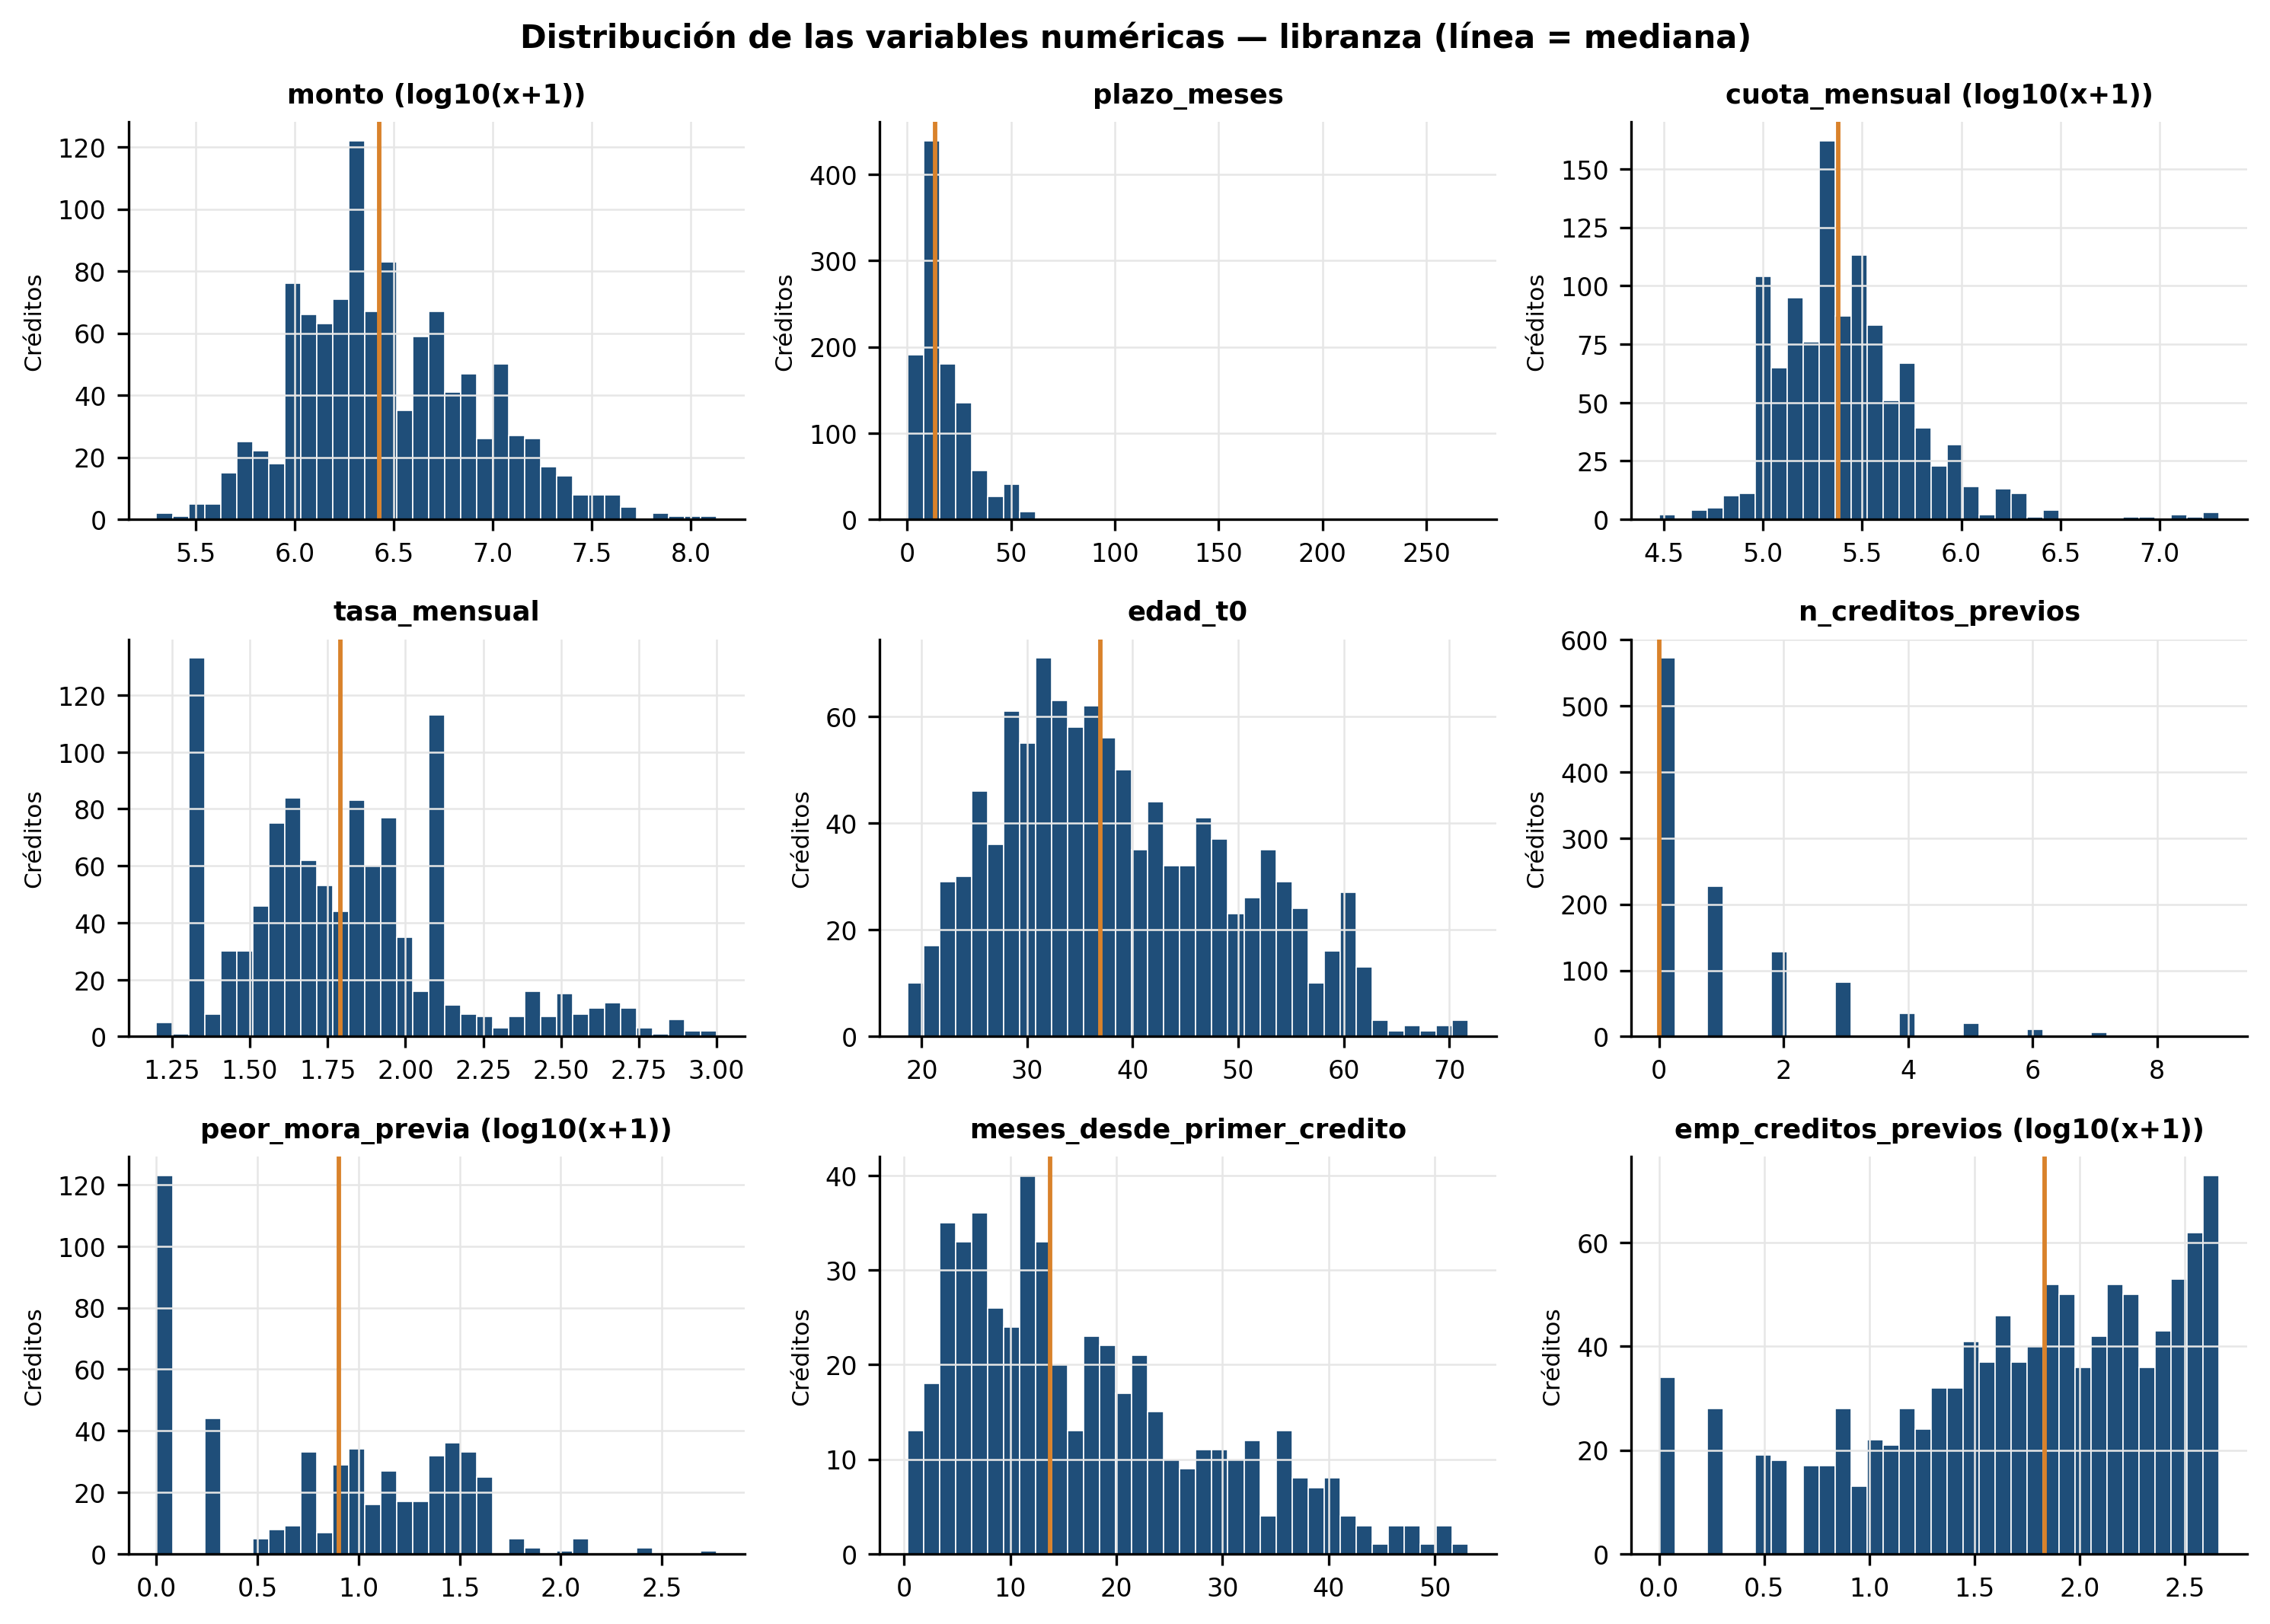 Distribución de las variables numéricas — libranza (línea = mediana)
monto (log10(x+1))
Créditos
0 20 40 60 80 100 120
5.5 6.0 6.5 7.0 7.5 8.0
plazo_meses
Créditos
0 100 200 300 400
0 50 100 150 200 250
cuota_mensual (log10(x+1))
Créditos
0 25 50 75 100 125 150
4.5 5.0 5.5 6.0 6.5 7.0
tasa_mensual
Créditos
0 20 40 60 80 100 120
1.25 1.50 1.75 2.00 2.25 2.50 2.75 3.00
edad_t0
Créditos
0 20 40 60
20 30 40 50 60 70
n_creditos_previos
Créditos
0 100 200 300 400 500 600
0 2 4 6 8
peor_mora_previa (log10(x+1))
Créditos
0 20 40 60 80 100 120
0.0 0.5 1.0 1.5 2.0 2.5
meses_desde_primer_credito
Créditos
0 10 20 30 40
0 10 20 30 40 50
emp_creditos_previos (log10(x+1))
Créditos
0 20 40 60
0.0 0.5 1.0 1.5 2.0 2.5